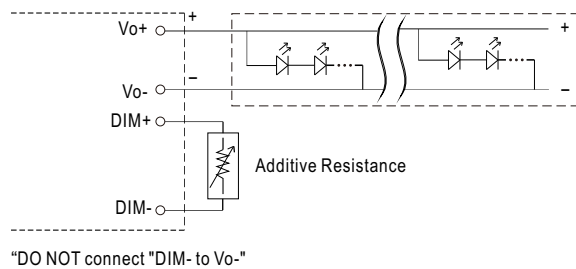 Vo+
+
+
Vo-
−
−
DIM+
Additive Resistance
DIM-
“DO NOT connect "DIM- to Vo-"